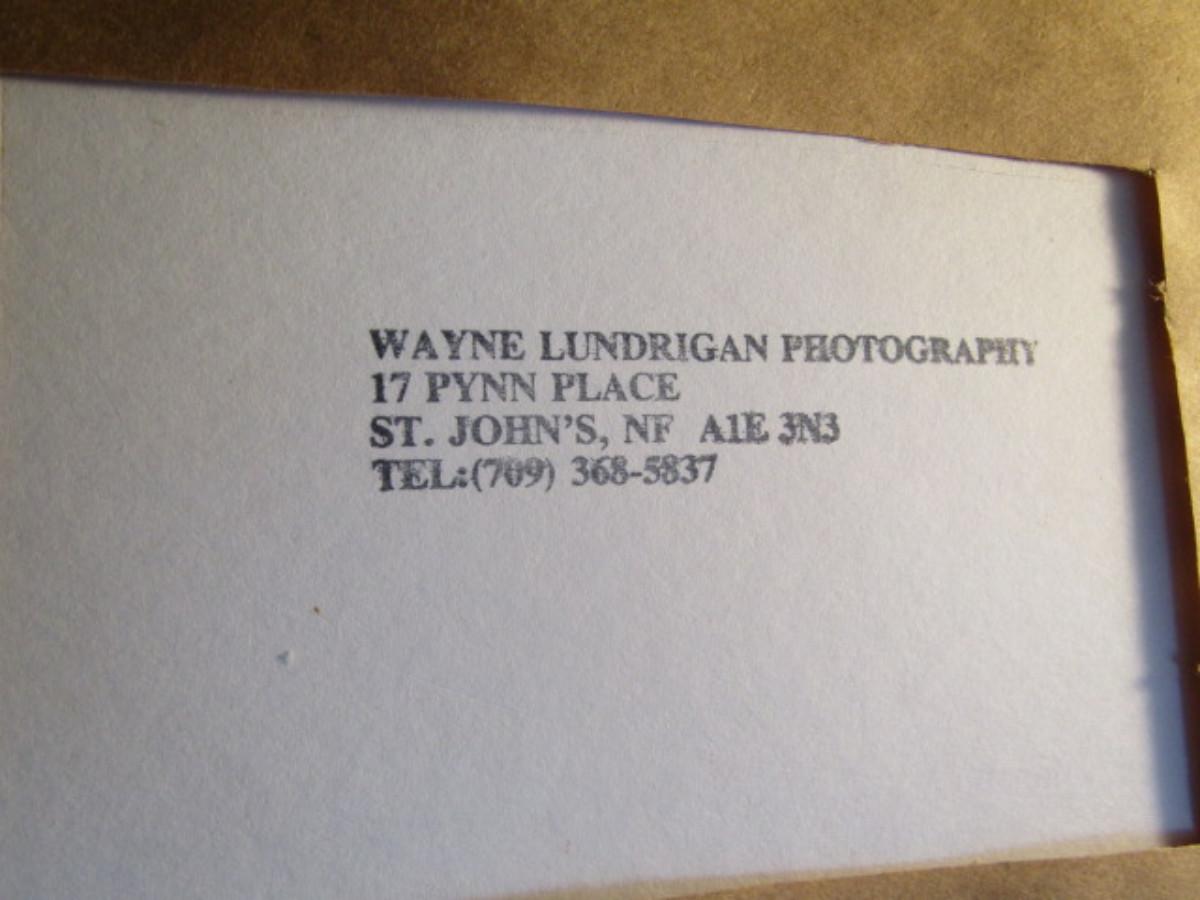 WAYNE LUNDRIGAN PHOTOGRAPHY
17 PYNN PLACE
ST. JOHN'S, NF  A1E 3N3
TEL:(709) 368-5837